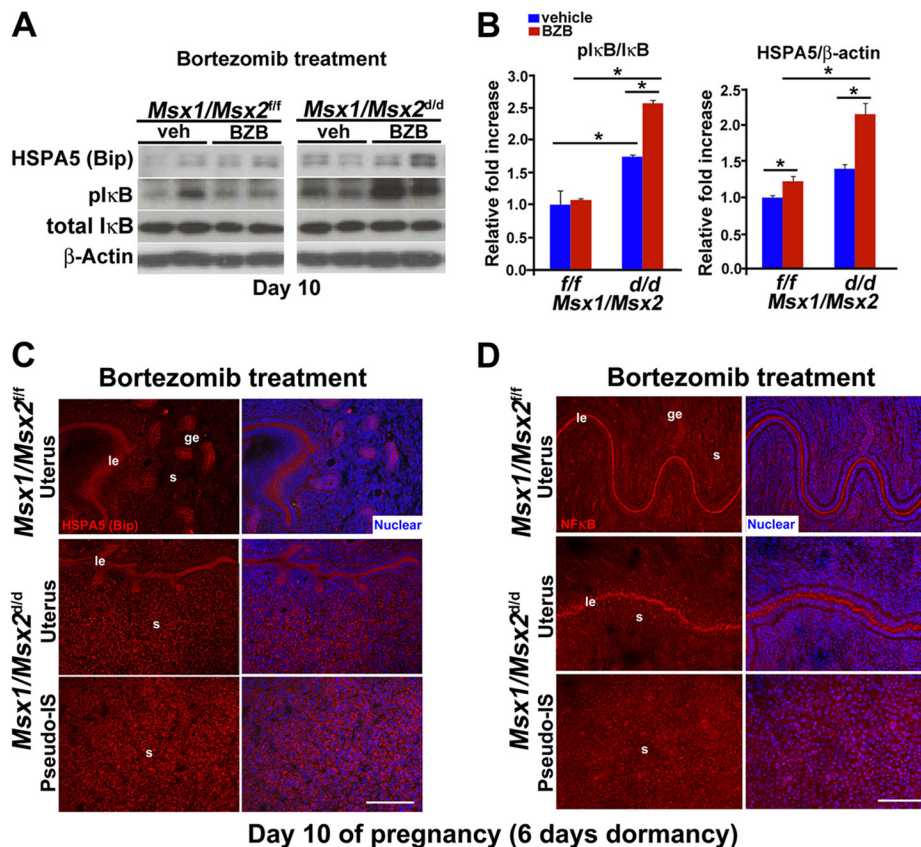 A
Bortezomib treatment
Msx1/Msx2f/f Msx1/Msx2d/d
veh BZB veh BZB
HSPA5 (Bip)
pIκB
total IκB
β-Actin
Day 10
B
vehicle
BZB
pIκB/IκB
Relative fold increase
3.0
2.5
2.0
1.5
1.0
0.5
0.0
*
*
*
f/f d/d
Msx1/Msx2
HSPA5/β-actin
Relative fold increase
2.5
2.0
1.5
1.0
0.5
0.0
*
*
*
f/f d/d
Msx1/Msx2
C
Bortezomib treatment
Msx1/Msx2f/f
Uterus
le
ge
s
HSPA5 (Bip)
Nuclear
Msx1/Msx2d/d
Uterus
le
s
Pseudo-IS
s
D
Bortezomib treatment
Msx1/Msx2f/f
Uterus
le
ge
s
NFκB
Nuclear
Msx1/Msx2d/d
Uterus
le
s
Pseudo-IS
s
Day 10 of pregnancy (6 days dormancy)